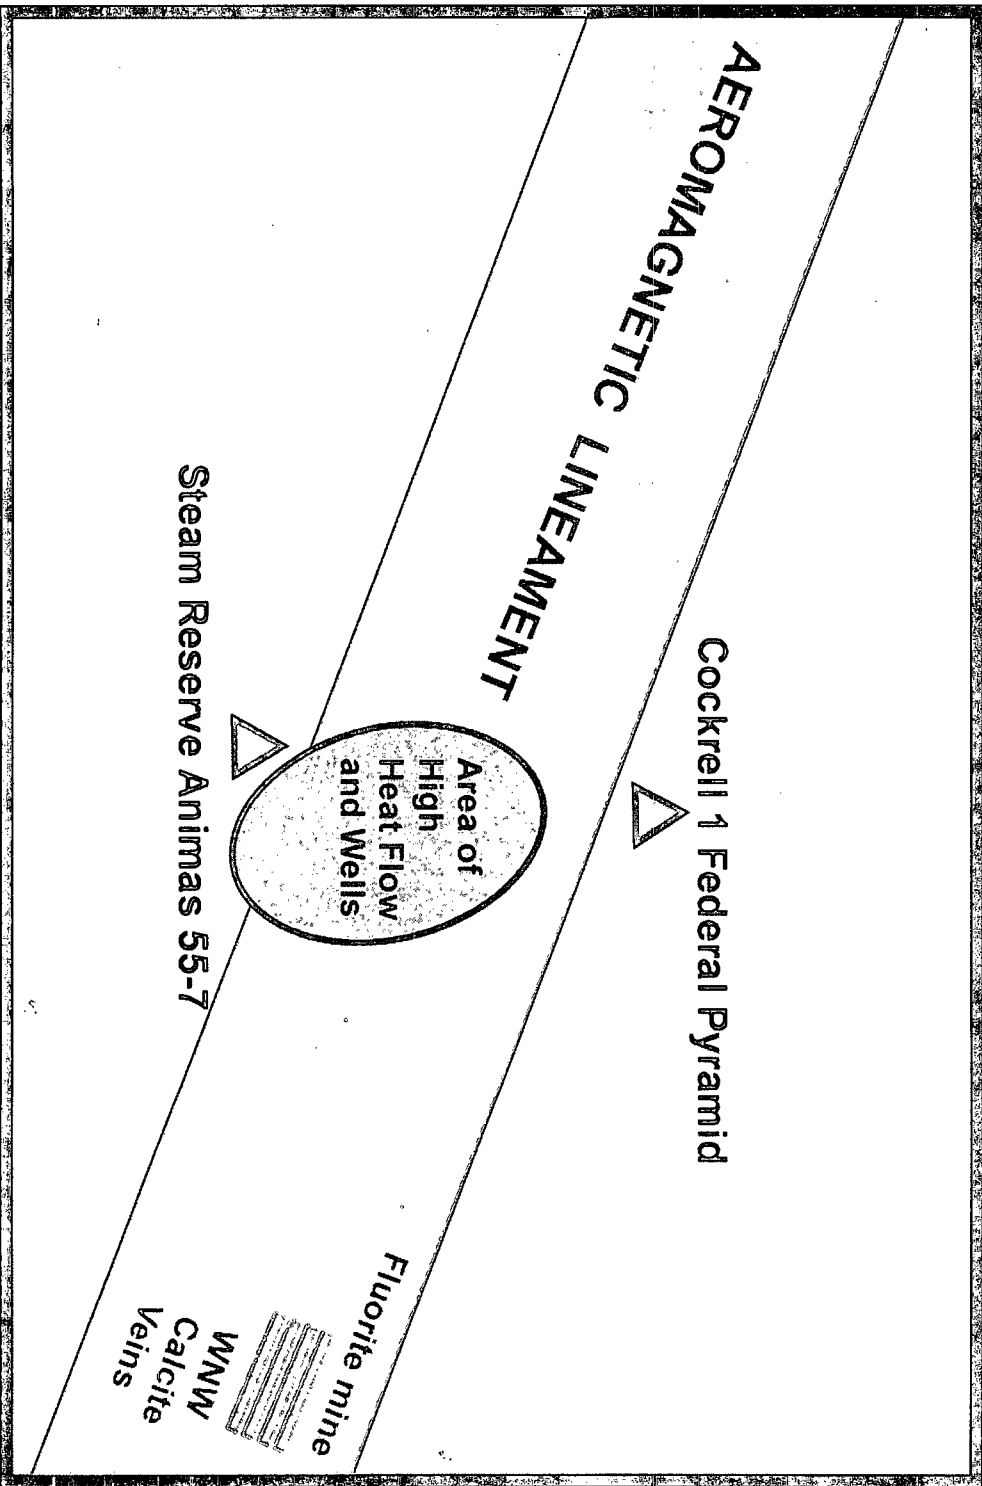 AEROMAGNETIC LINEAMENT
Cockrell 1 Federal Pyramid
Area of
High
Heat Flow
and Wells
Steam Reserve Animas 55-7
Fluorite mine
WNW
Calcite
Veins